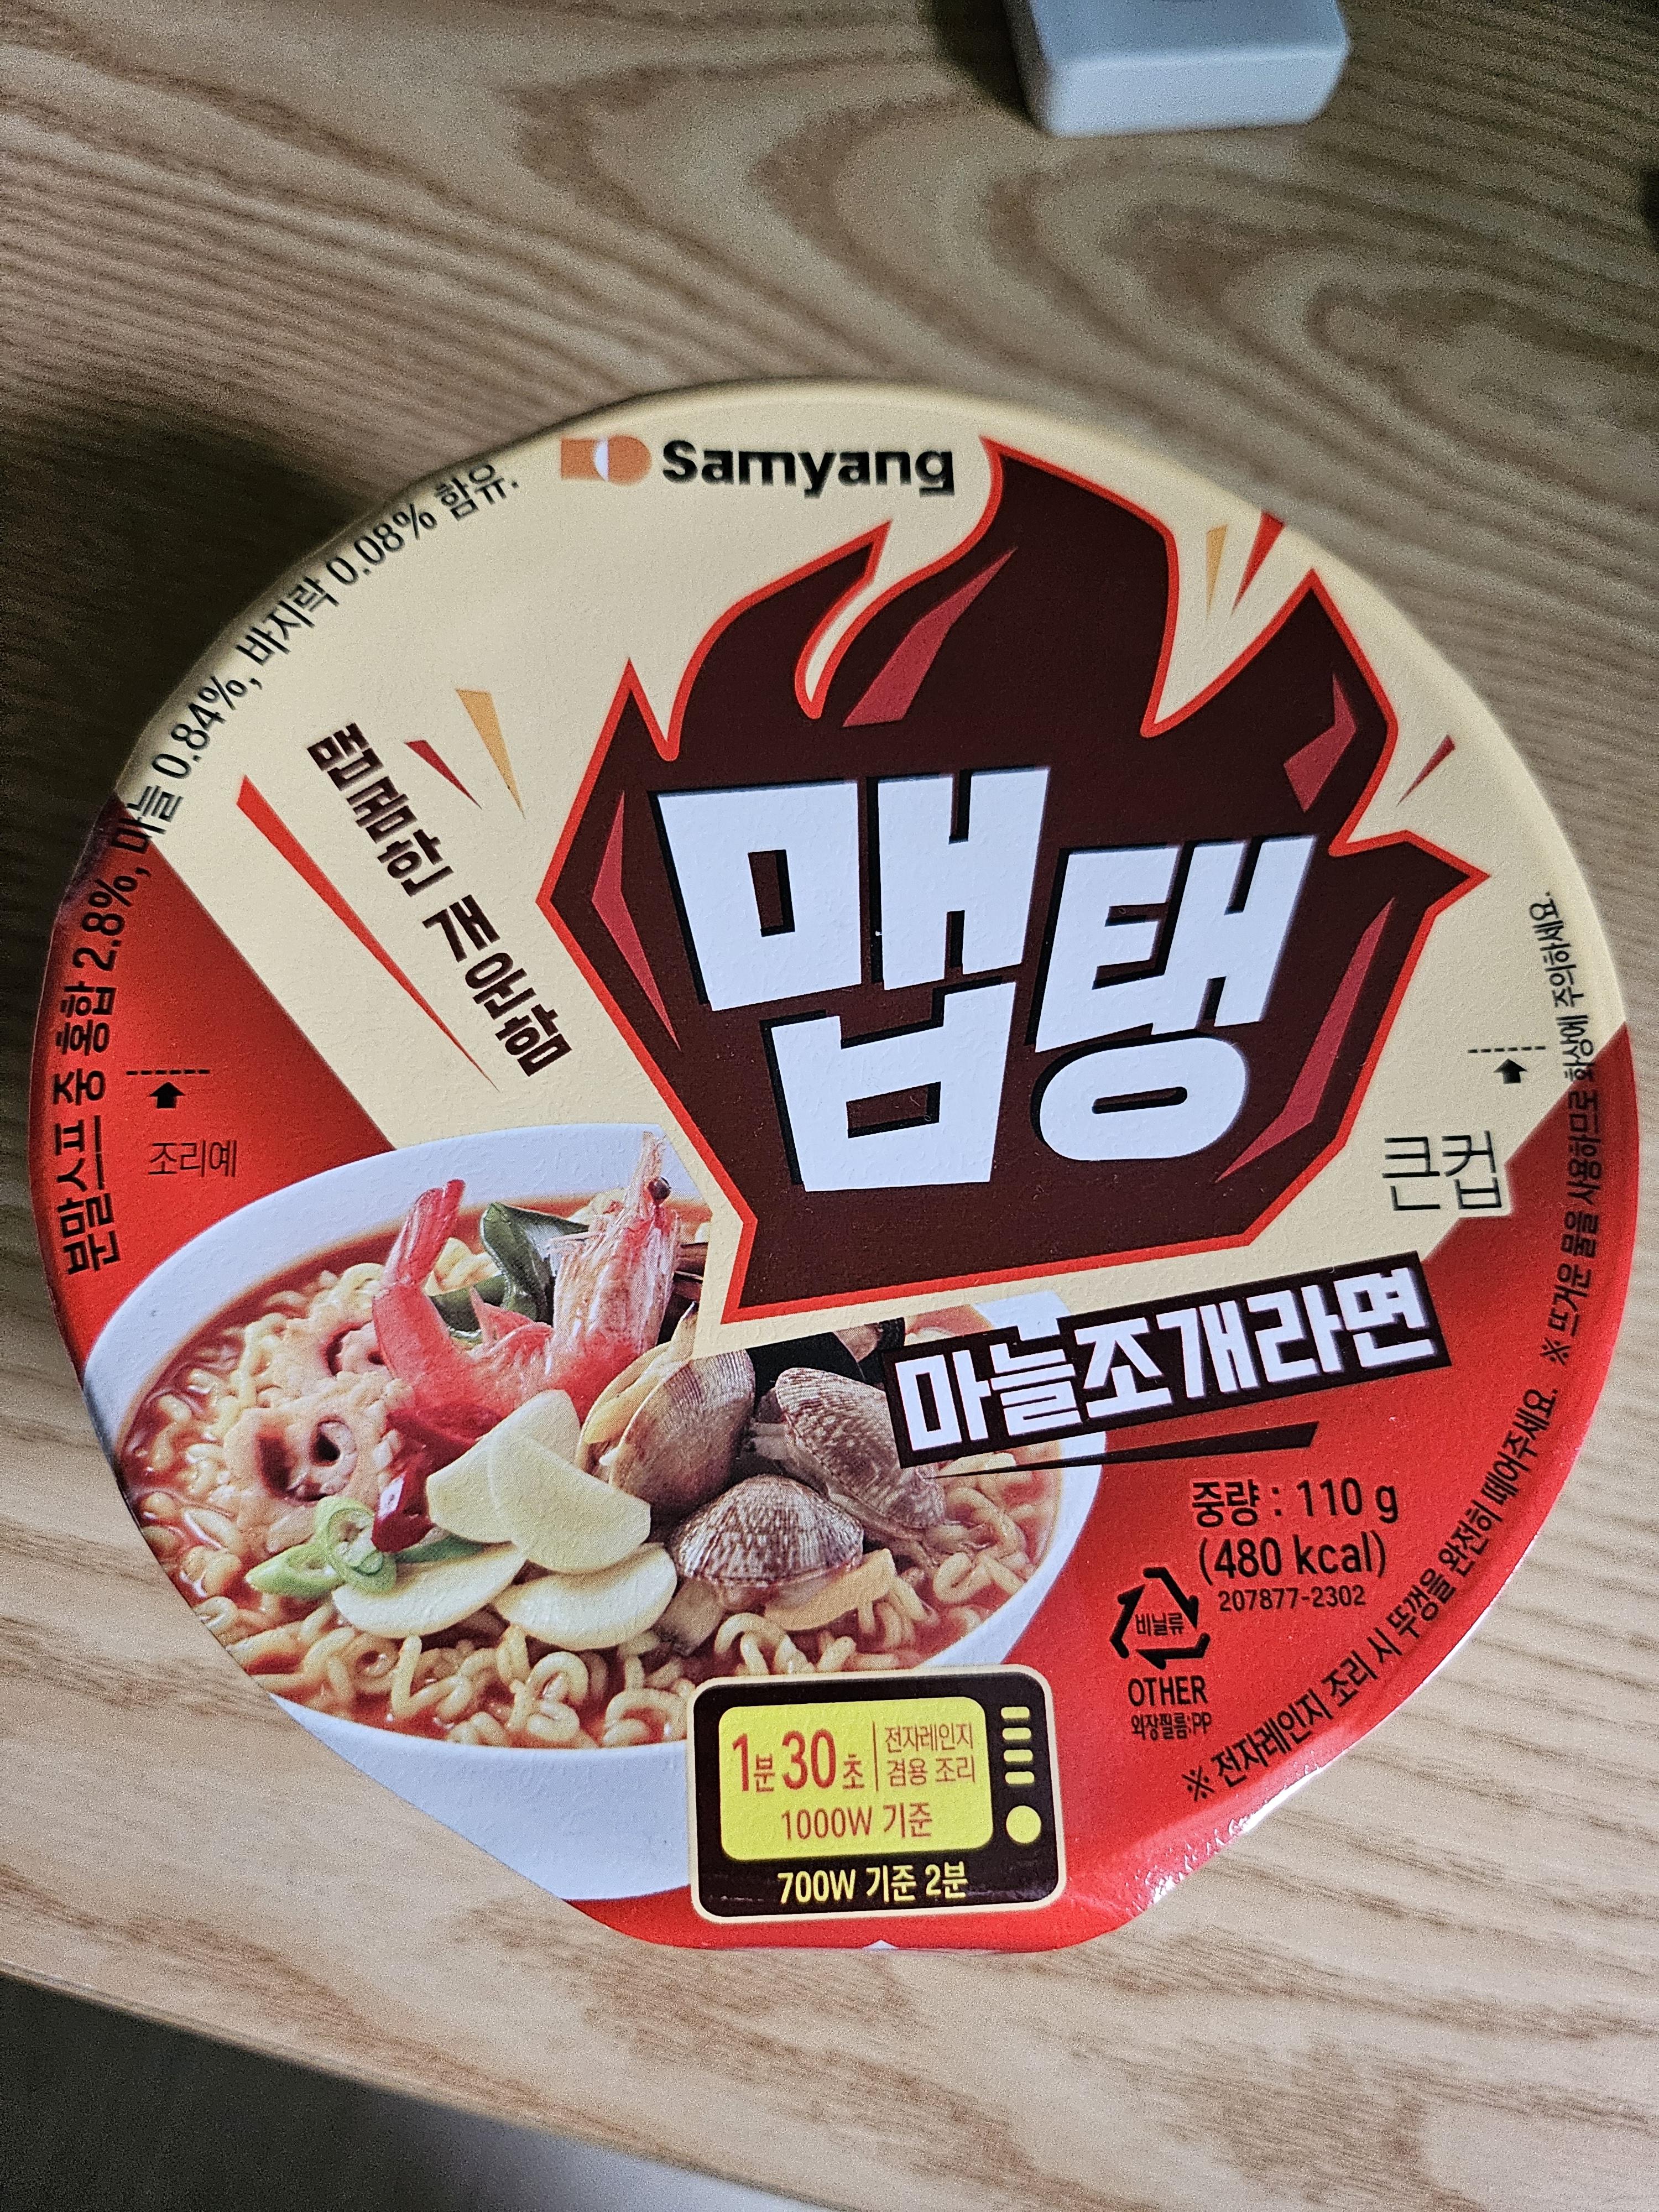 Samyang
분말스프 중 홍합 2.8%, 마늘 0.84%, 바지락 0.08% 함유.
맵탱
칼칼한 개운함
조리예
큰컵
마늘조개라면
중량 : 110 g
(480 kcal)
207877-2302
비닐류
OTHER
외장필름;PP
1분 30초
전자레인지
겸용 조리
1000W 기준
700W 기준 2분
※ 전자레인지 조리 시 뚜껑을 완전히 떼어주세요.
※ 뜨거운 물을 사용하므로 화상에 주의하세요.